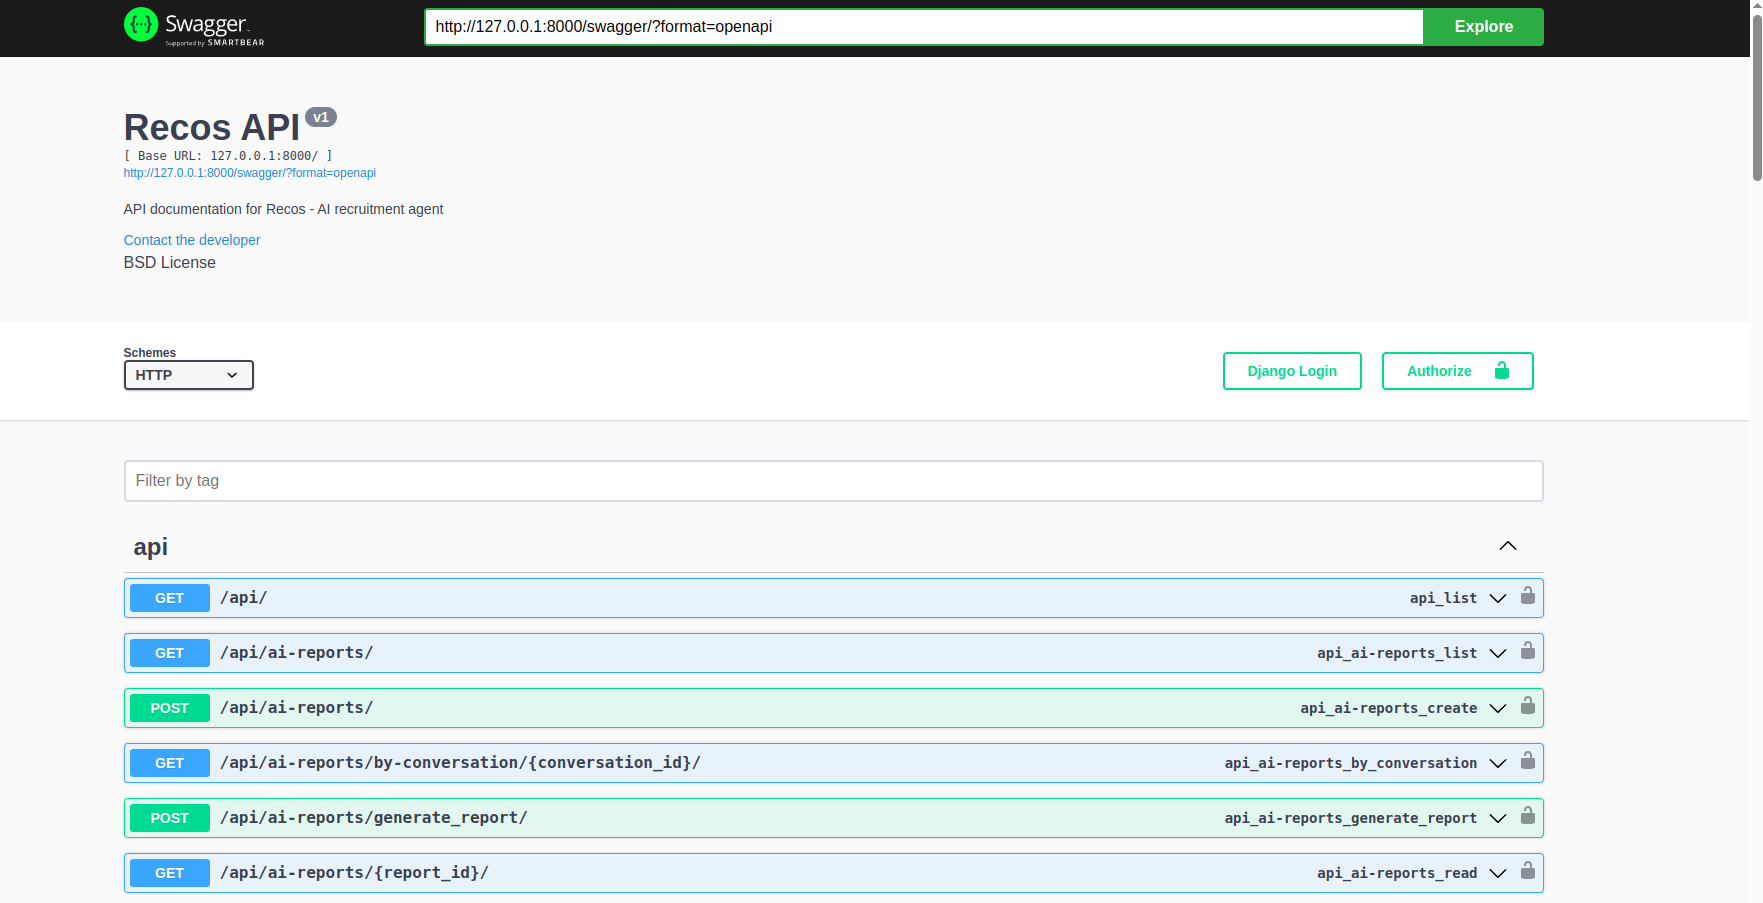 Swagger
Supported by SMARTBEAR
http://127.0.0.1:8000/swagger/?format=openapi
Explore
Recos API v1
[ Base URL: 127.0.0.1:8000/ ]
http://127.0.0.1:8000/swagger/?format=openapi
API documentation for Recos - AI recruitment agent
Contact the developer
BSD License
Schemes
HTTP
Django Login
Authorize
Filter by tag
api
GET /api/ api_list
GET /api/ai-reports/ api_ai-reports_list
POST /api/ai-reports/ api_ai-reports_create
GET /api/ai-reports/by-conversation/{conversation_id}/ api_ai-reports_by_conversation
POST /api/ai-reports/generate_report/ api_ai-reports_generate_report
GET /api/ai-reports/{report_id}/ api_ai-reports_read